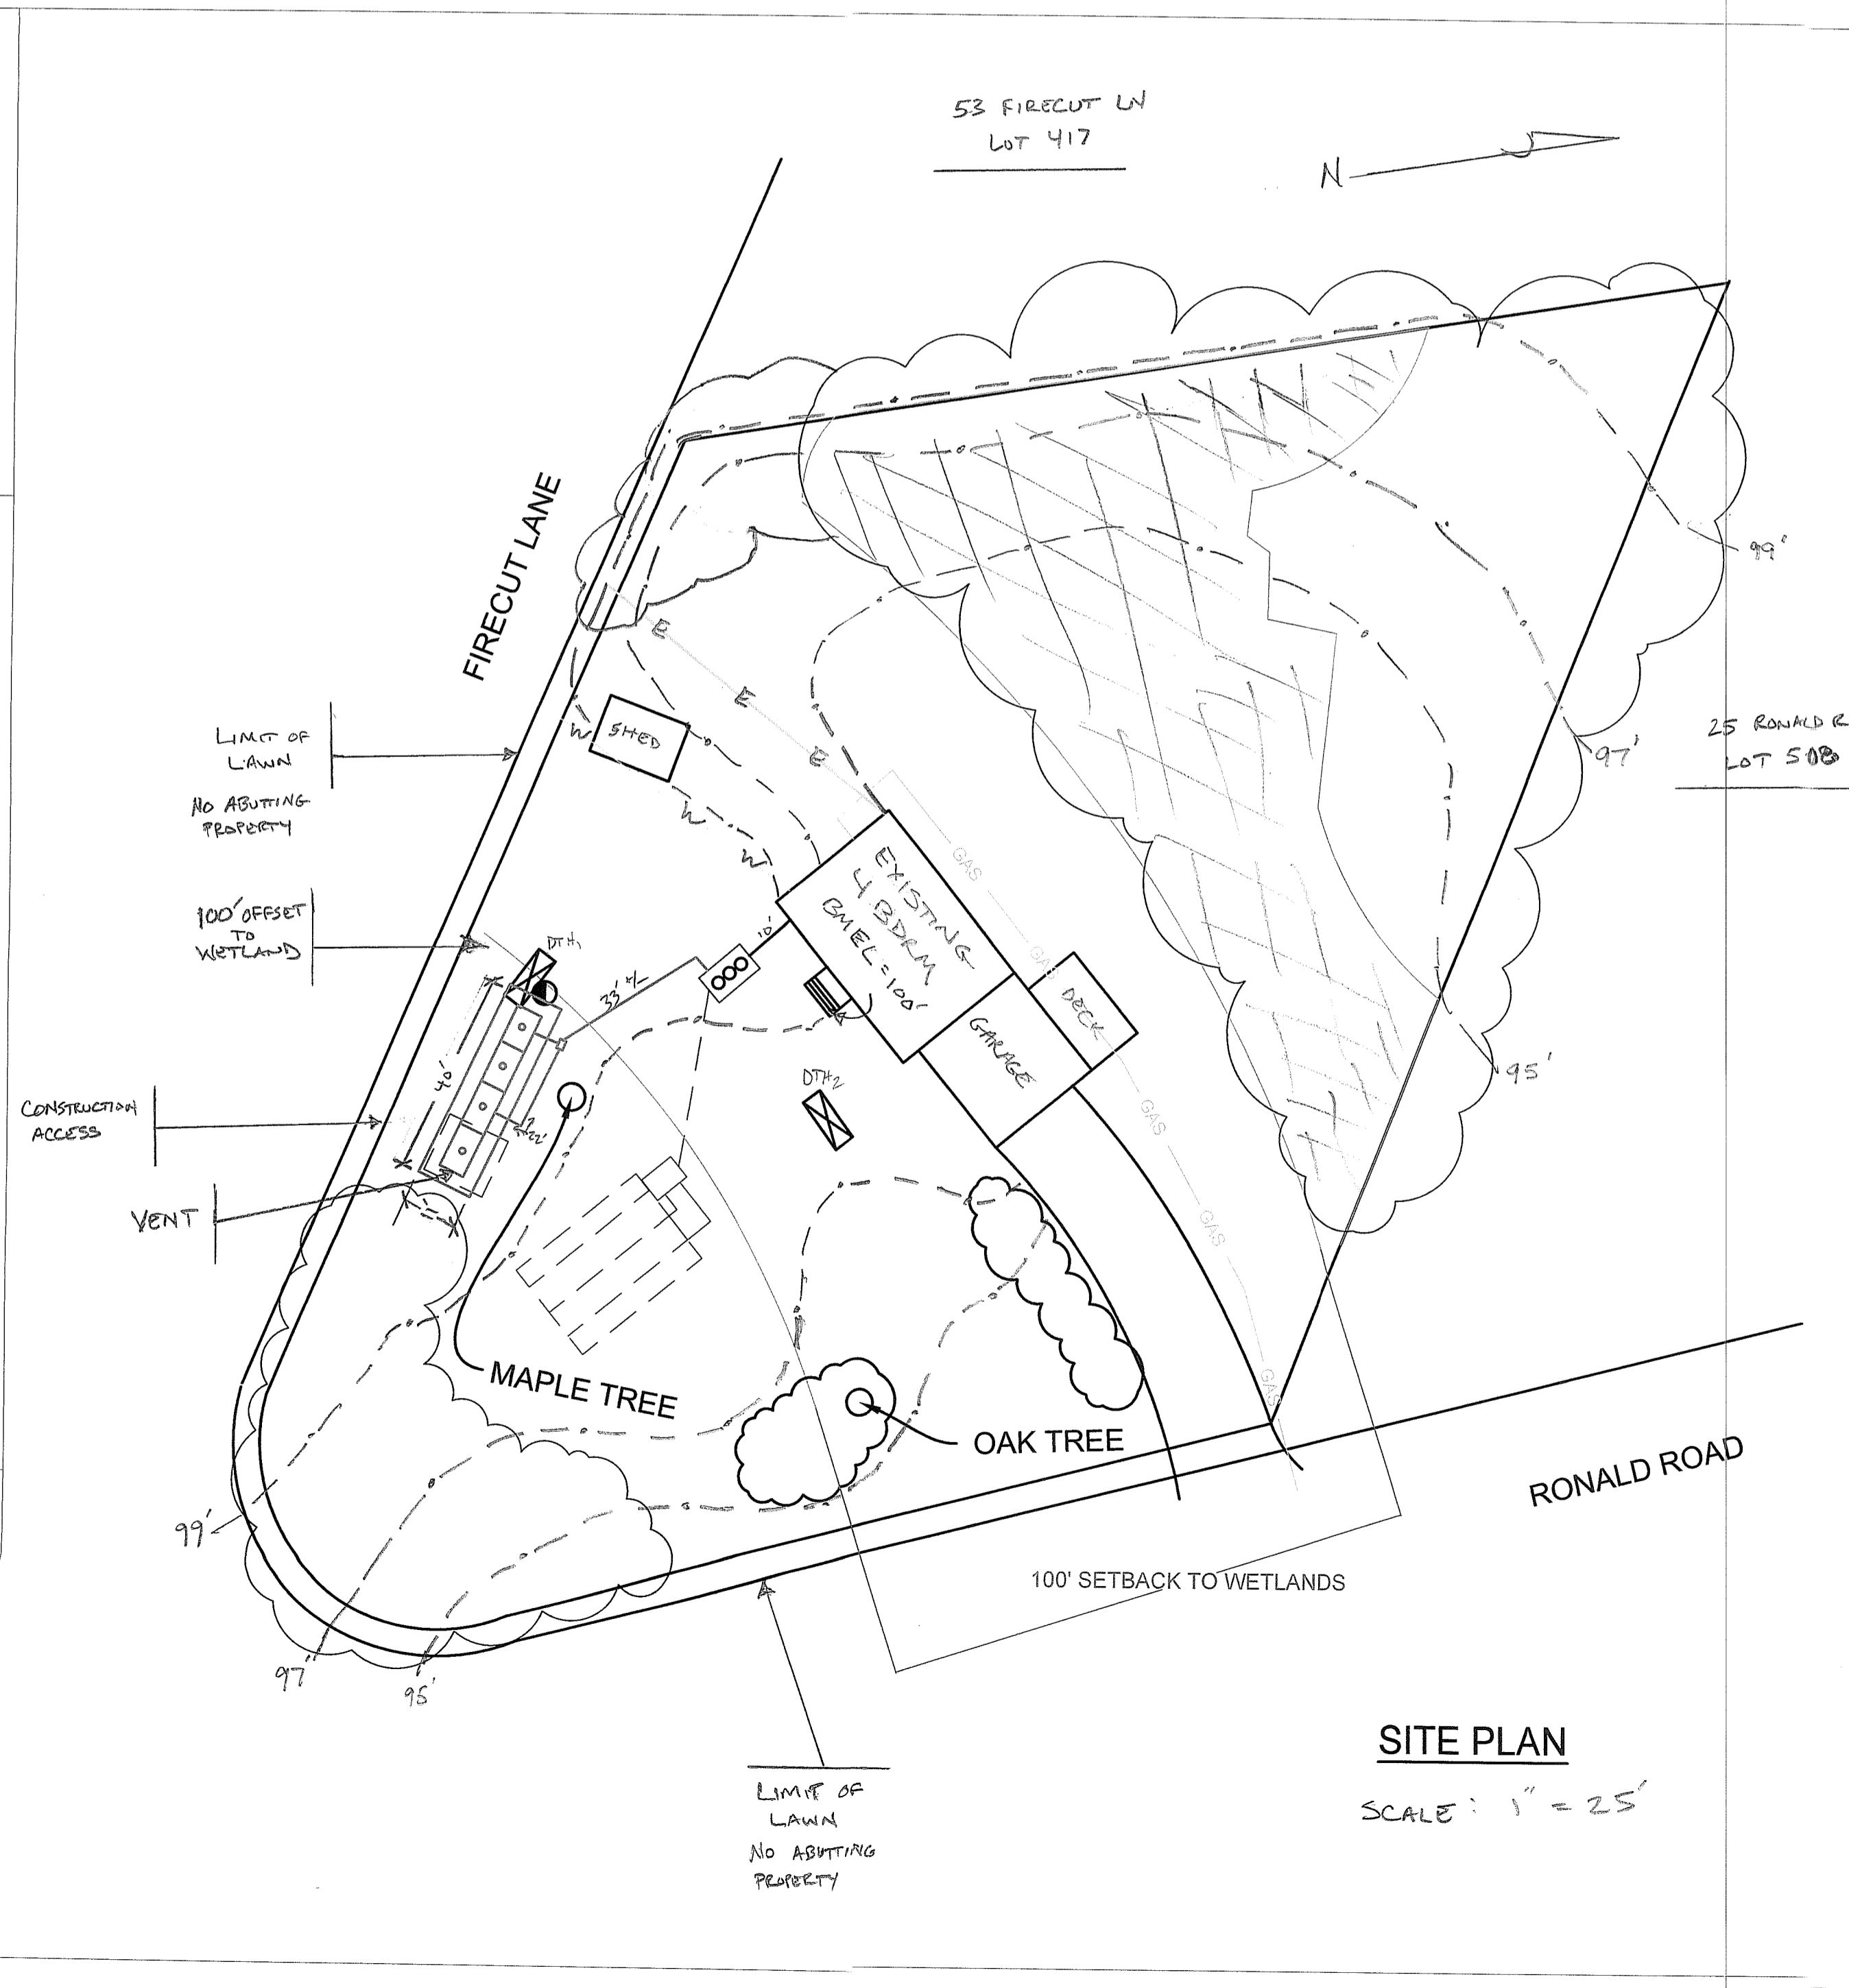 53 FIRECUT LN
LOT 417
N
FIRECUT LANE
E
E
E
99'
LIMIT OF
LAWN
NO ABUTTING
PROPERTY
W
SHED
W
W
25 RONALD R
LOT 508
97'
GAS
EXISTING
4 BDRM
BMEL = 100'
100' OFFSET
TO
WETLAND
DTH1
10'
33' +/-
GAS
DECK
GARAGE
95'
40'
DTH2
CONSTRUCTION
ACCESS
22'
GAS
VENT
GAS
MAPLE TREE
GAS
OAK TREE
RONALD ROAD
99'
100' SETBACK TO WETLANDS
97'
95'
SITE PLAN
SCALE: 1" = 25'
LIMIT OF
LAWN
NO ABUTTING
PROPERTY